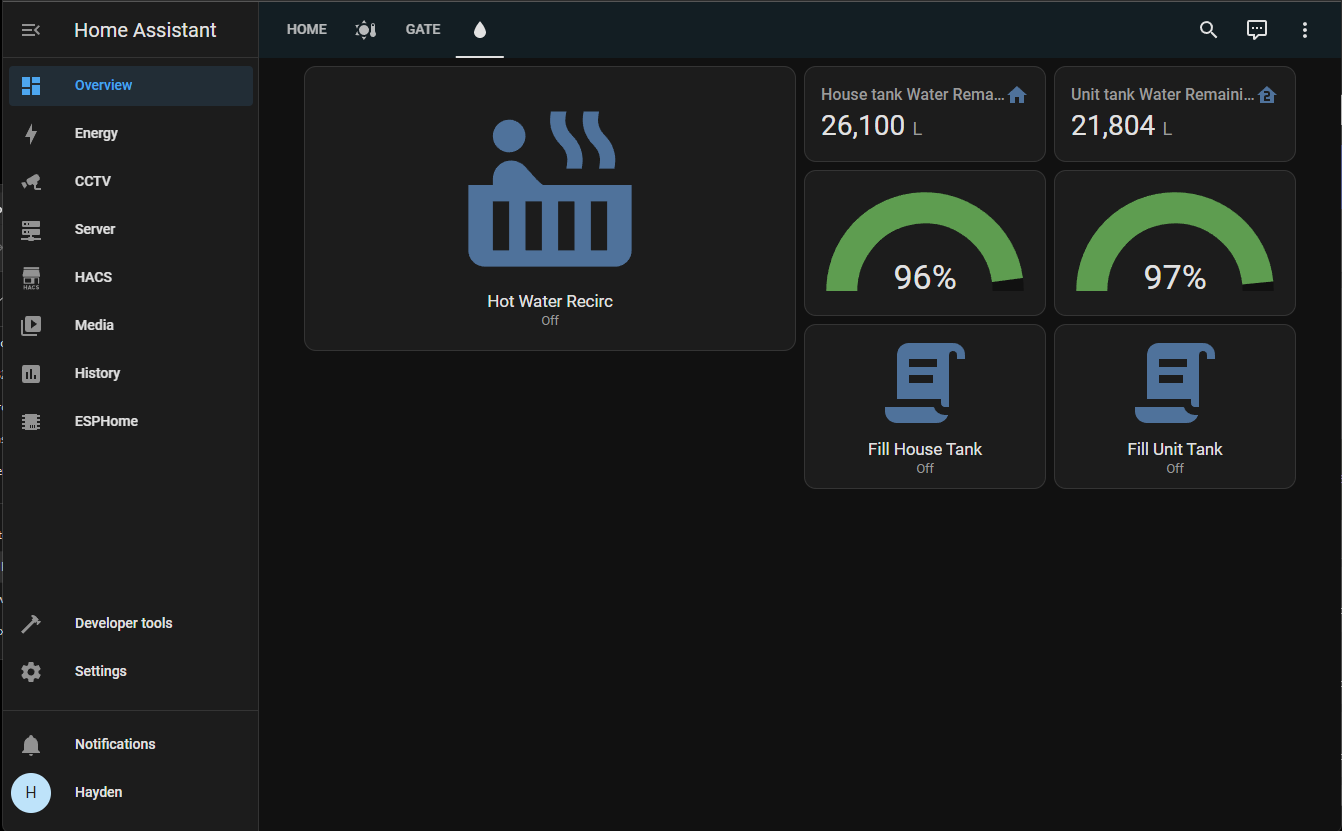 Home Assistant
HOME
GATE
Overview
Energy
CCTV
Server
HACS
HACS
Media
History
ESPHome
Developer tools
Settings
Notifications
H
Hayden
Hot Water Recirc
Off
House tank Water Rema...
26,100 L
Unit tank Water Remaini...
2
21,804 L
96%
97%
Fill House Tank
Off
Fill Unit Tank
Off